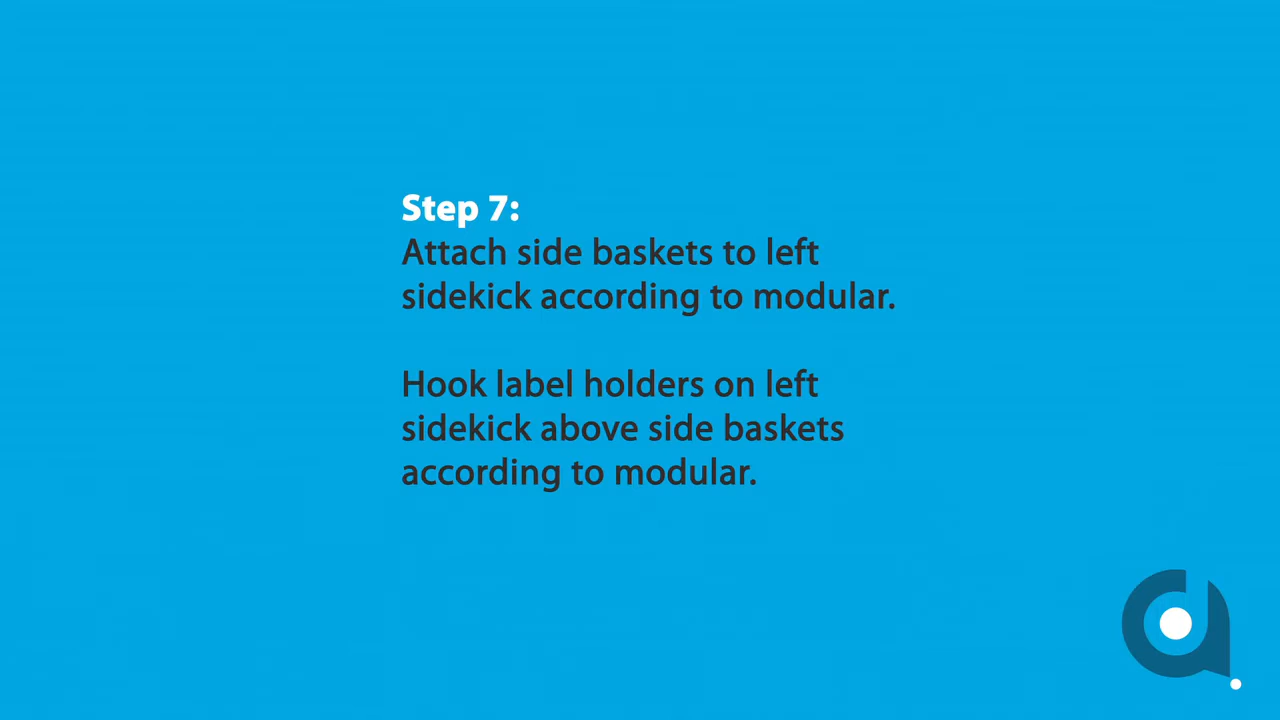 Step 7:
Attach side baskets to left
sidekick according to modular.
Hook label holders on left
sidekick above side baskets
according to modular.